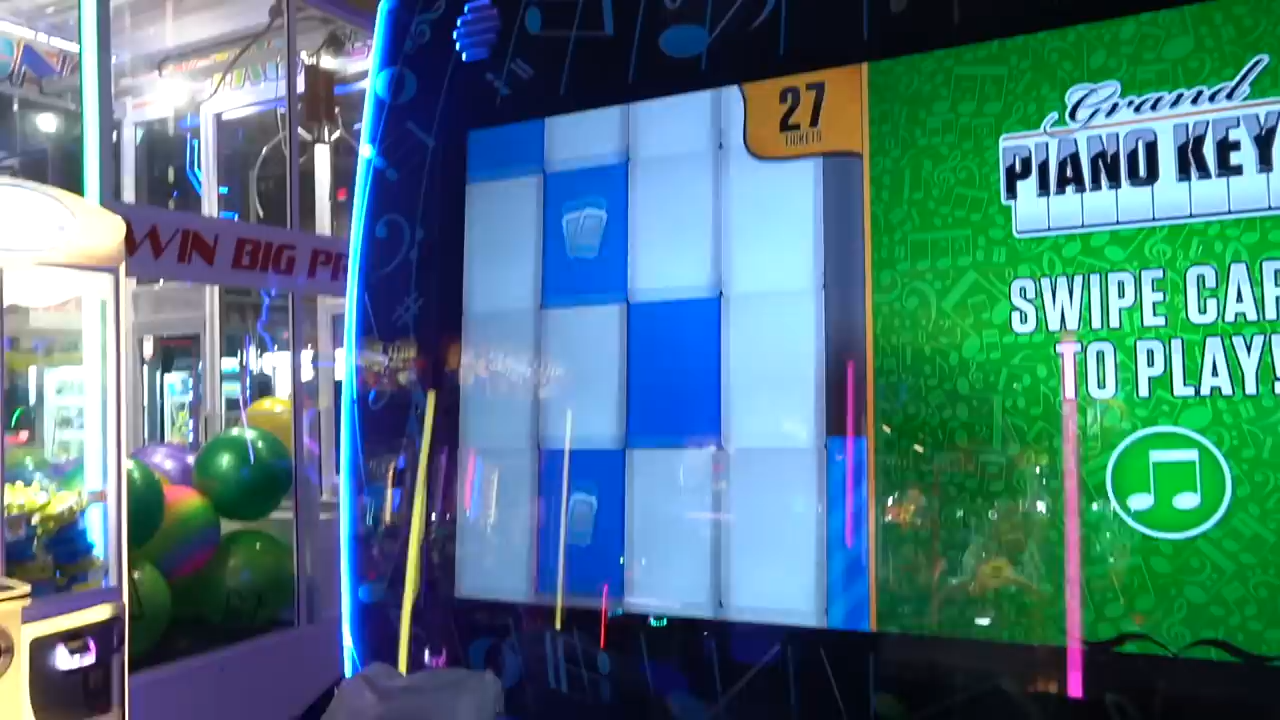 WIN BIG PR
27
TICKETS
Grand
PIANO KEY
SWIPE CAR
TO PLAY!